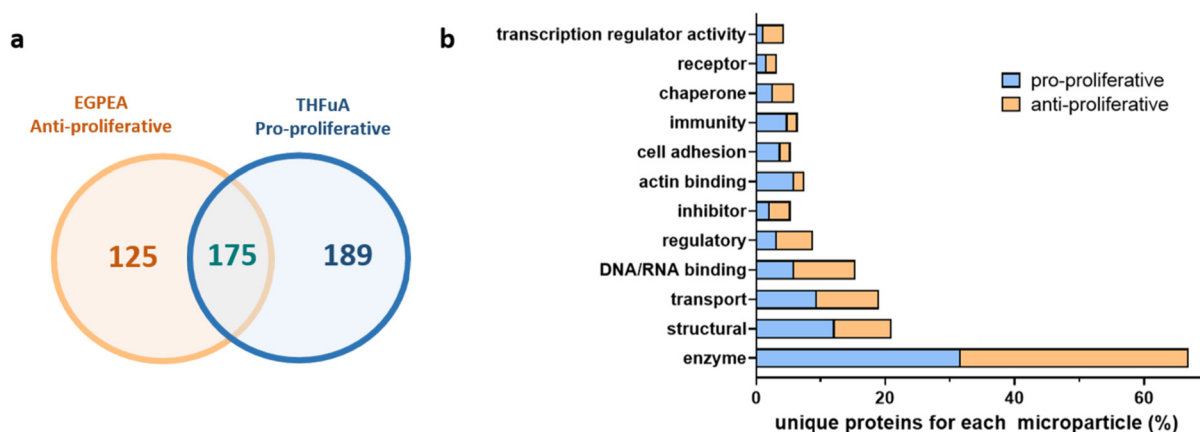 a
EGPEA
Anti-proliferative
THFuA
Pro-proliferative
125
175
189
b
transcription regulator activity
receptor
chaperone
immunity
cell adhesion
actin binding
inhibitor
regulatory
DNA/RNA binding
transport
structural
enzyme
pro-proliferative
anti-proliferative
0
20
40
60
unique proteins for each microparticle (%)